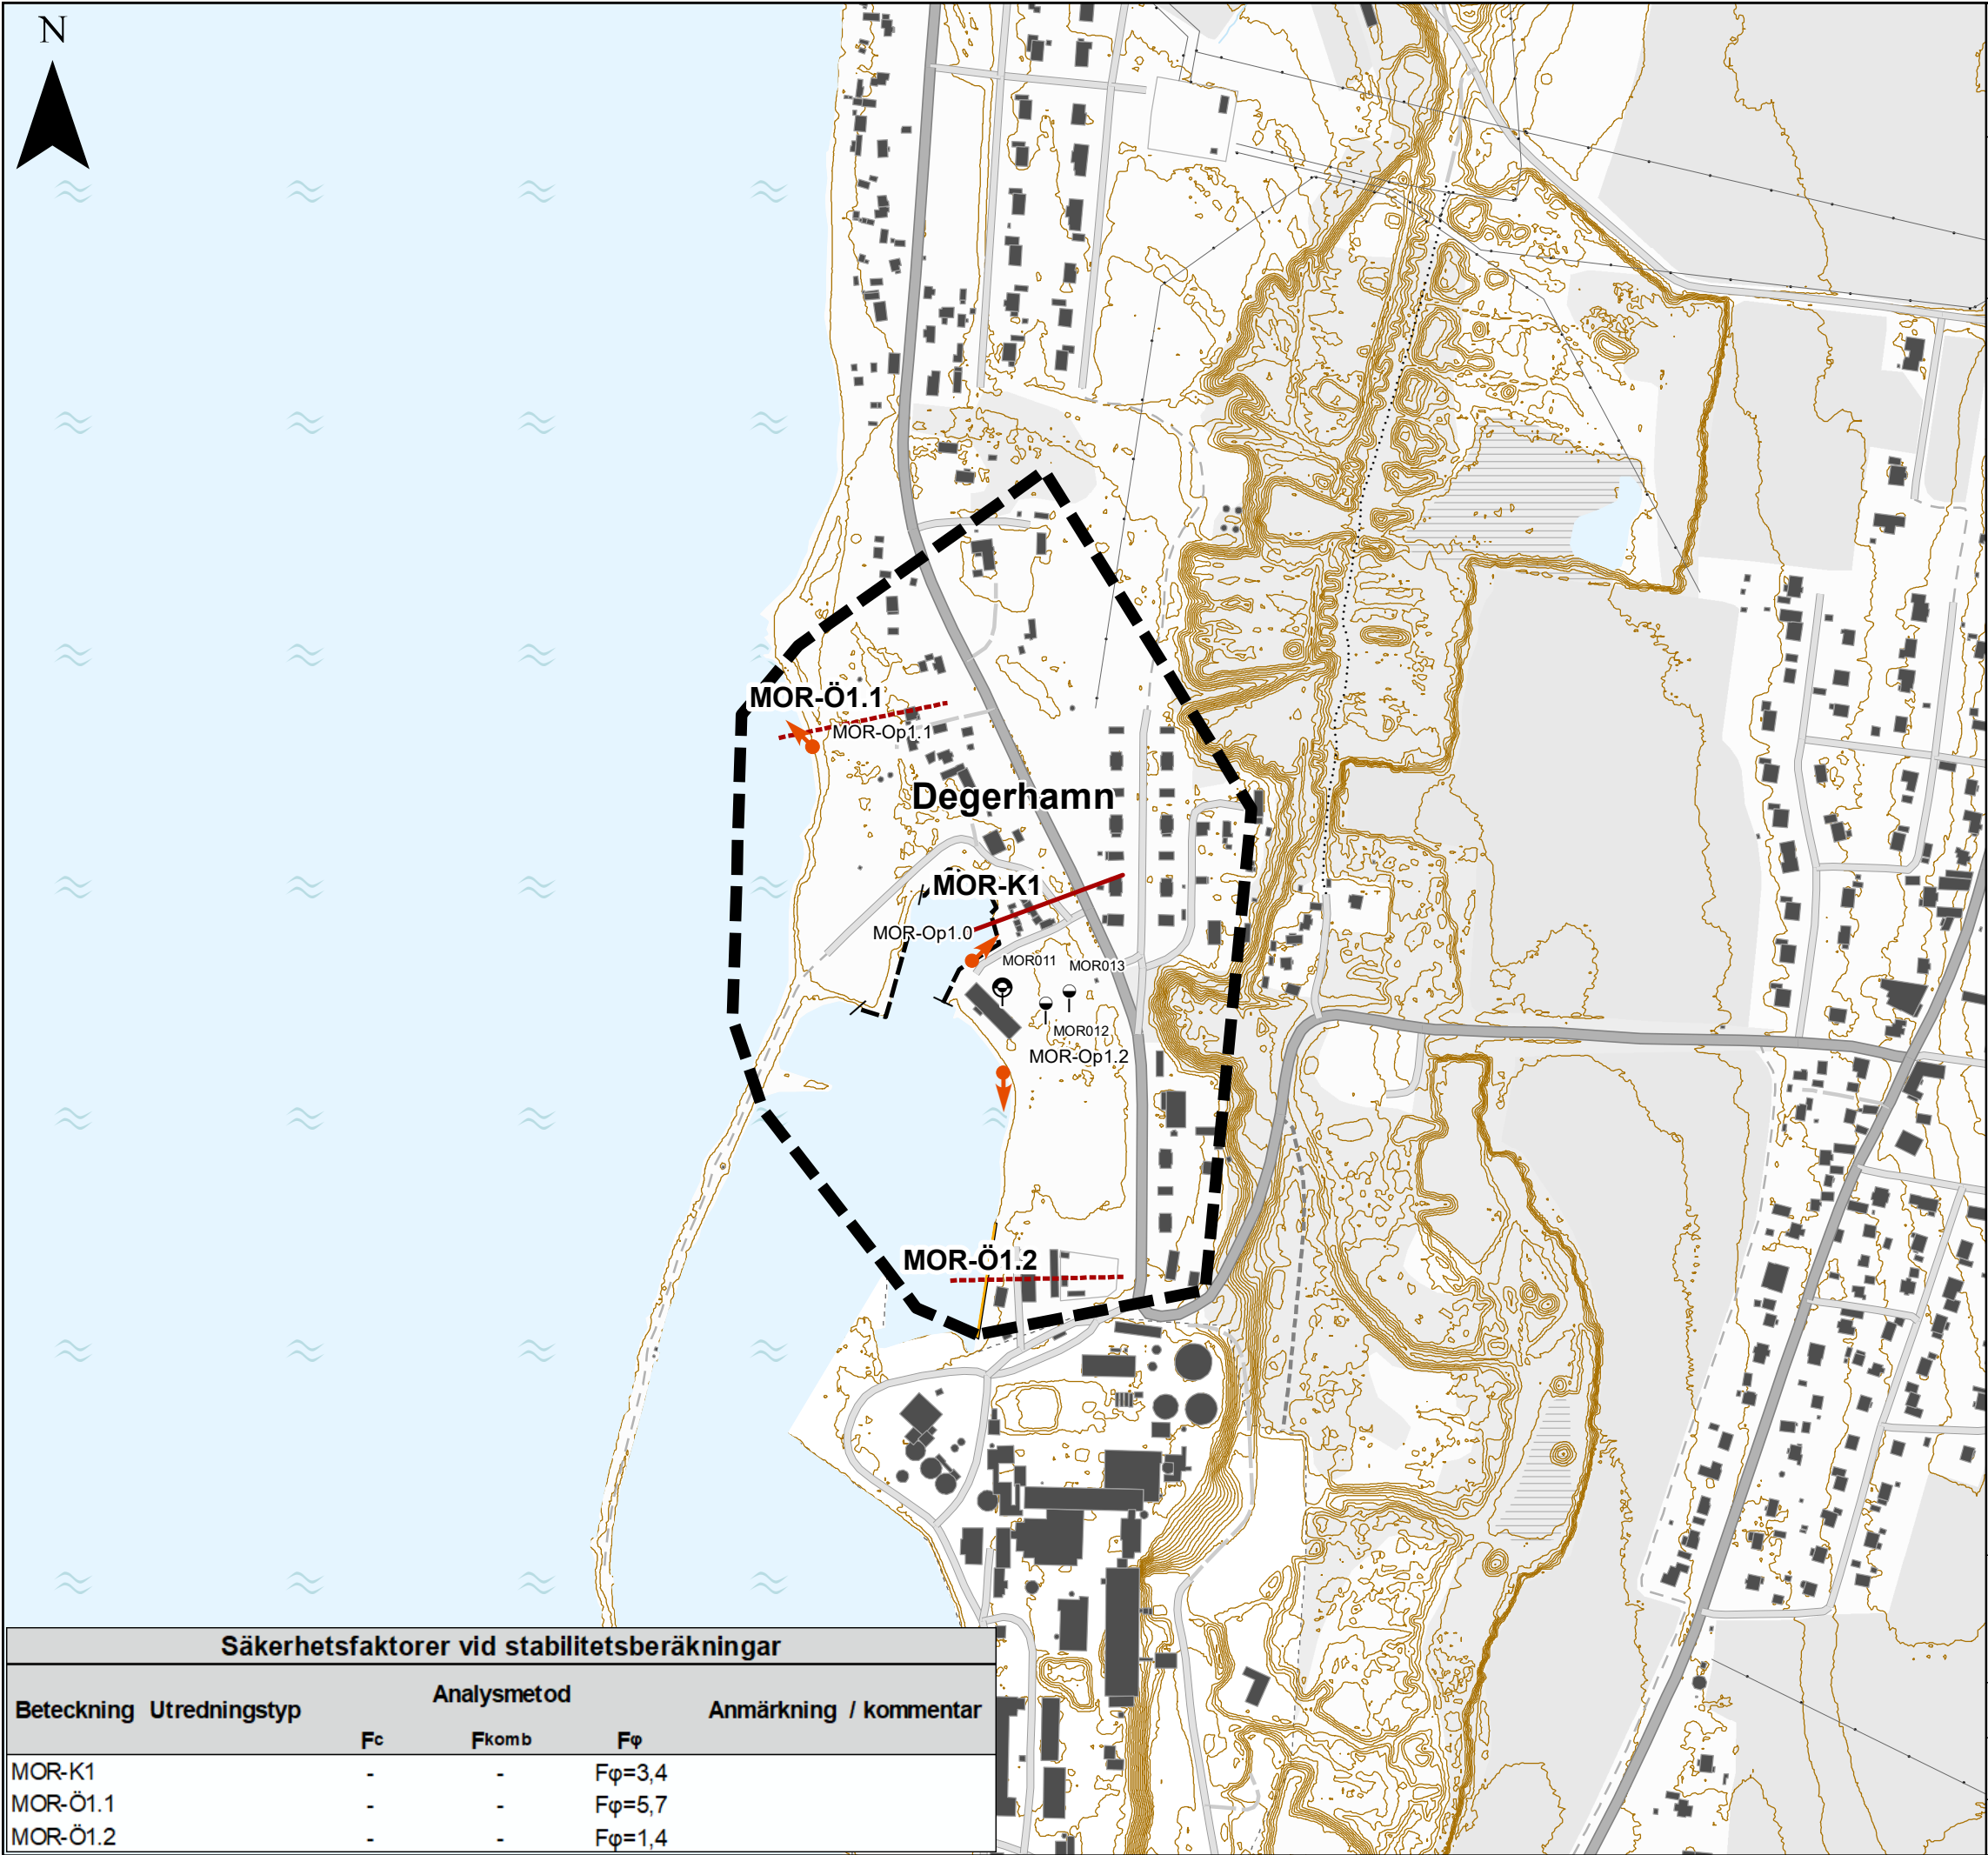 N
MOR-Ö1.1
MOR-Op1.1
Degerhamn
MOR-K1
MOR-Op1.0
MOR011
MOR013
MOR012
MOR-Op1.2
MOR-Ö1.2
Säkerhetsfaktorer vid stabilitetsberäkningar
Beteckning Utredningstyp Analysmetod Anmärkning / kommentar
Fc Fkomb Fφ
MOR-K1 - - Fφ=3,4
MOR-Ö1.1 - - Fφ=5,7
MOR-Ö1.2 - - Fφ=1,4